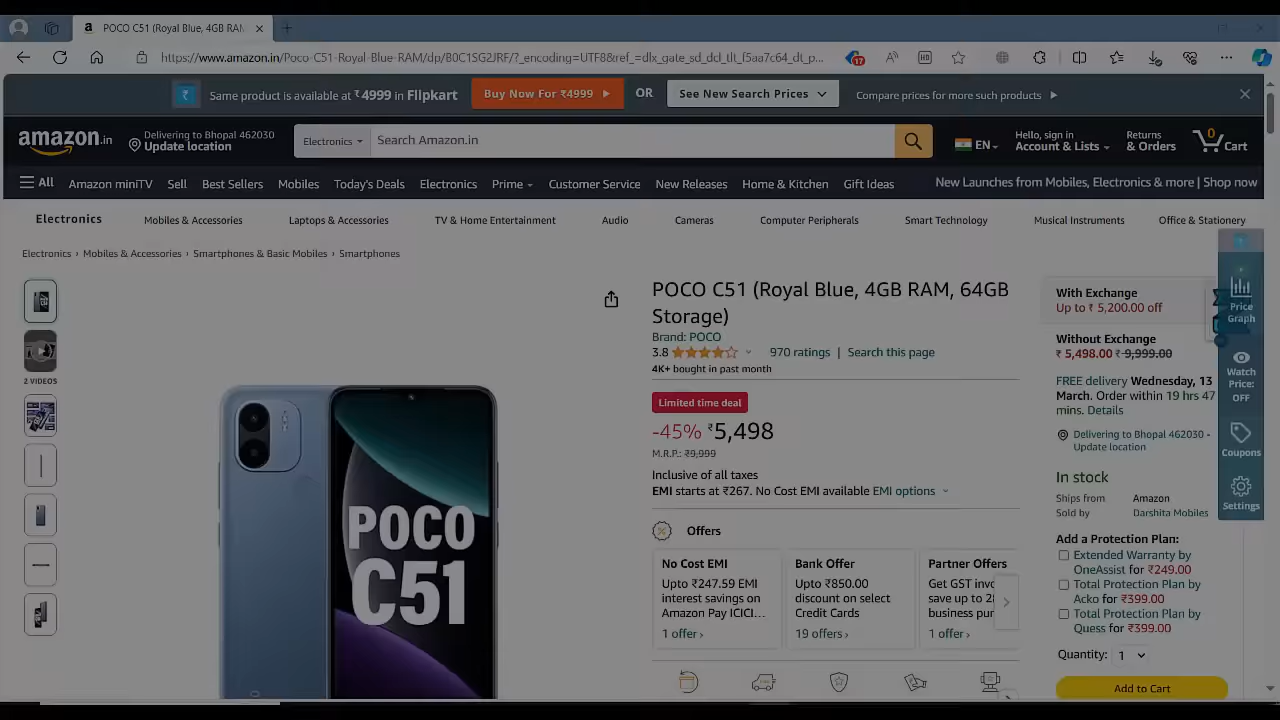 POCO C51 (Royal Blue, 4GB RAM
https://www.amazon.in/Poco-C51-Royal-Blue-RAM/dp/B0C1SG2JRF/?_encoding=UTF8&ref_=dlx_gate_sd_dcl_tlt_f5aa7c64_dt_p...
17
Same product is available at ₹4999 in Flipkart
Buy Now For ₹4999
OR
See New Search Prices
Compare prices for more such products
amazon.in
Delivering to Bhopal 462030
Update location
Electronics
Search Amazon.in
EN
Hello, sign in
Account & Lists
Returns
& Orders
0
Cart
All
Amazon miniTV
Sell
Best Sellers
Mobiles
Today's Deals
Electronics
Prime
Customer Service
New Releases
Home & Kitchen
Gift Ideas
New Launches from Mobiles, Electronics & more | Shop now
Electronics
Mobiles & Accessories
Laptops & Accessories
TV & Home Entertainment
Audio
Cameras
Computer Peripherals
Smart Technology
Musical Instruments
Office & Stationery
Electronics › Mobiles & Accessories › Smartphones & Basic Mobiles › Smartphones
2 VIDEOS
POCO
C51
POCO C51 (Royal Blue, 4GB RAM, 64GB
Storage)
Brand: POCO
3.8
970 ratings | Search this page
4K+ bought in past month
Limited time deal
-45% ₹5,498
M.R.P.: ₹9,999
Inclusive of all taxes
EMI starts at ₹267. No Cost EMI available EMI options
Offers
No Cost EMI
Upto ₹247.59 EMI
interest savings on
Amazon Pay ICICI...
1 offer ›
Bank Offer
Upto ₹850.00
discount on select
Credit Cards
19 offers ›
Partner Offers
Get GST invo
save up to 2
business pur
1 offer ›
With Exchange
Up to ₹ 5,200.00 off
Without Exchange
₹ 5,498.00 ₹ 9,999.00
FREE delivery Wednesday, 13
March. Order within 19 hrs 47
mins. Details
Delivering to Bhopal 462030 -
Update location
In stock
Ships from Amazon
Sold by Darshita Mobiles
Add a Protection Plan:
Extended Warranty by
OneAssist for ₹249.00
Total Protection Plan by
Acko for ₹399.00
Total Protection Plan by
Quess for ₹399.00
Quantity: 1
Add to Cart
Price
Graph
Watch
Price:
OFF
Coupons
Settings